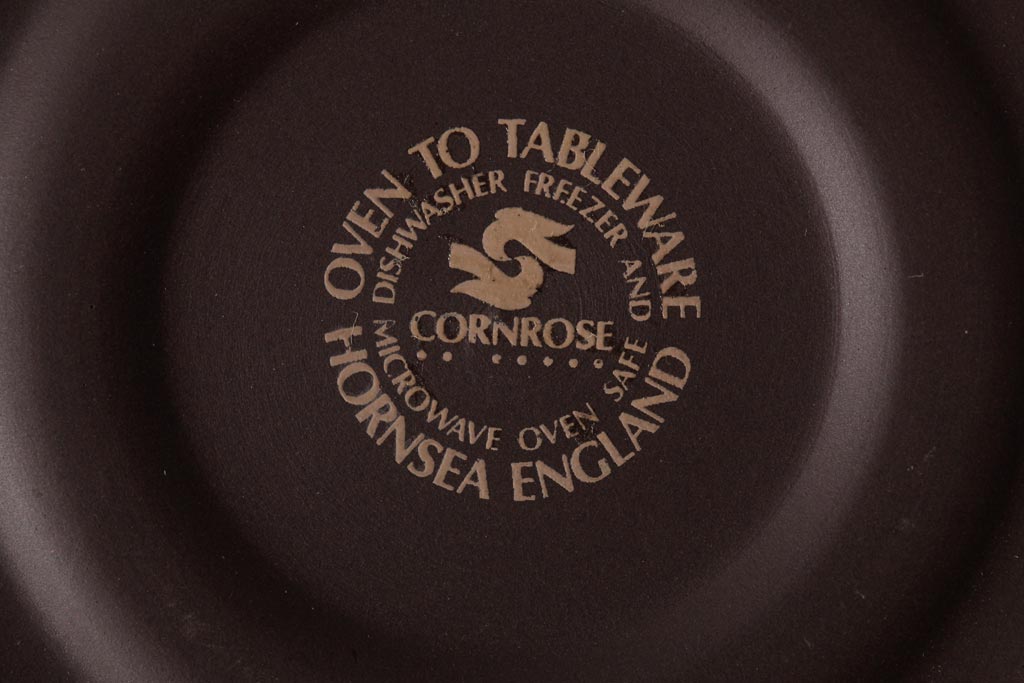 OVEN TO TABLEWARE
DISHWASHER FREEZER AND
CORNROSE
MICROWAVE OVEN SAFE
HORNSEA ENGLAND